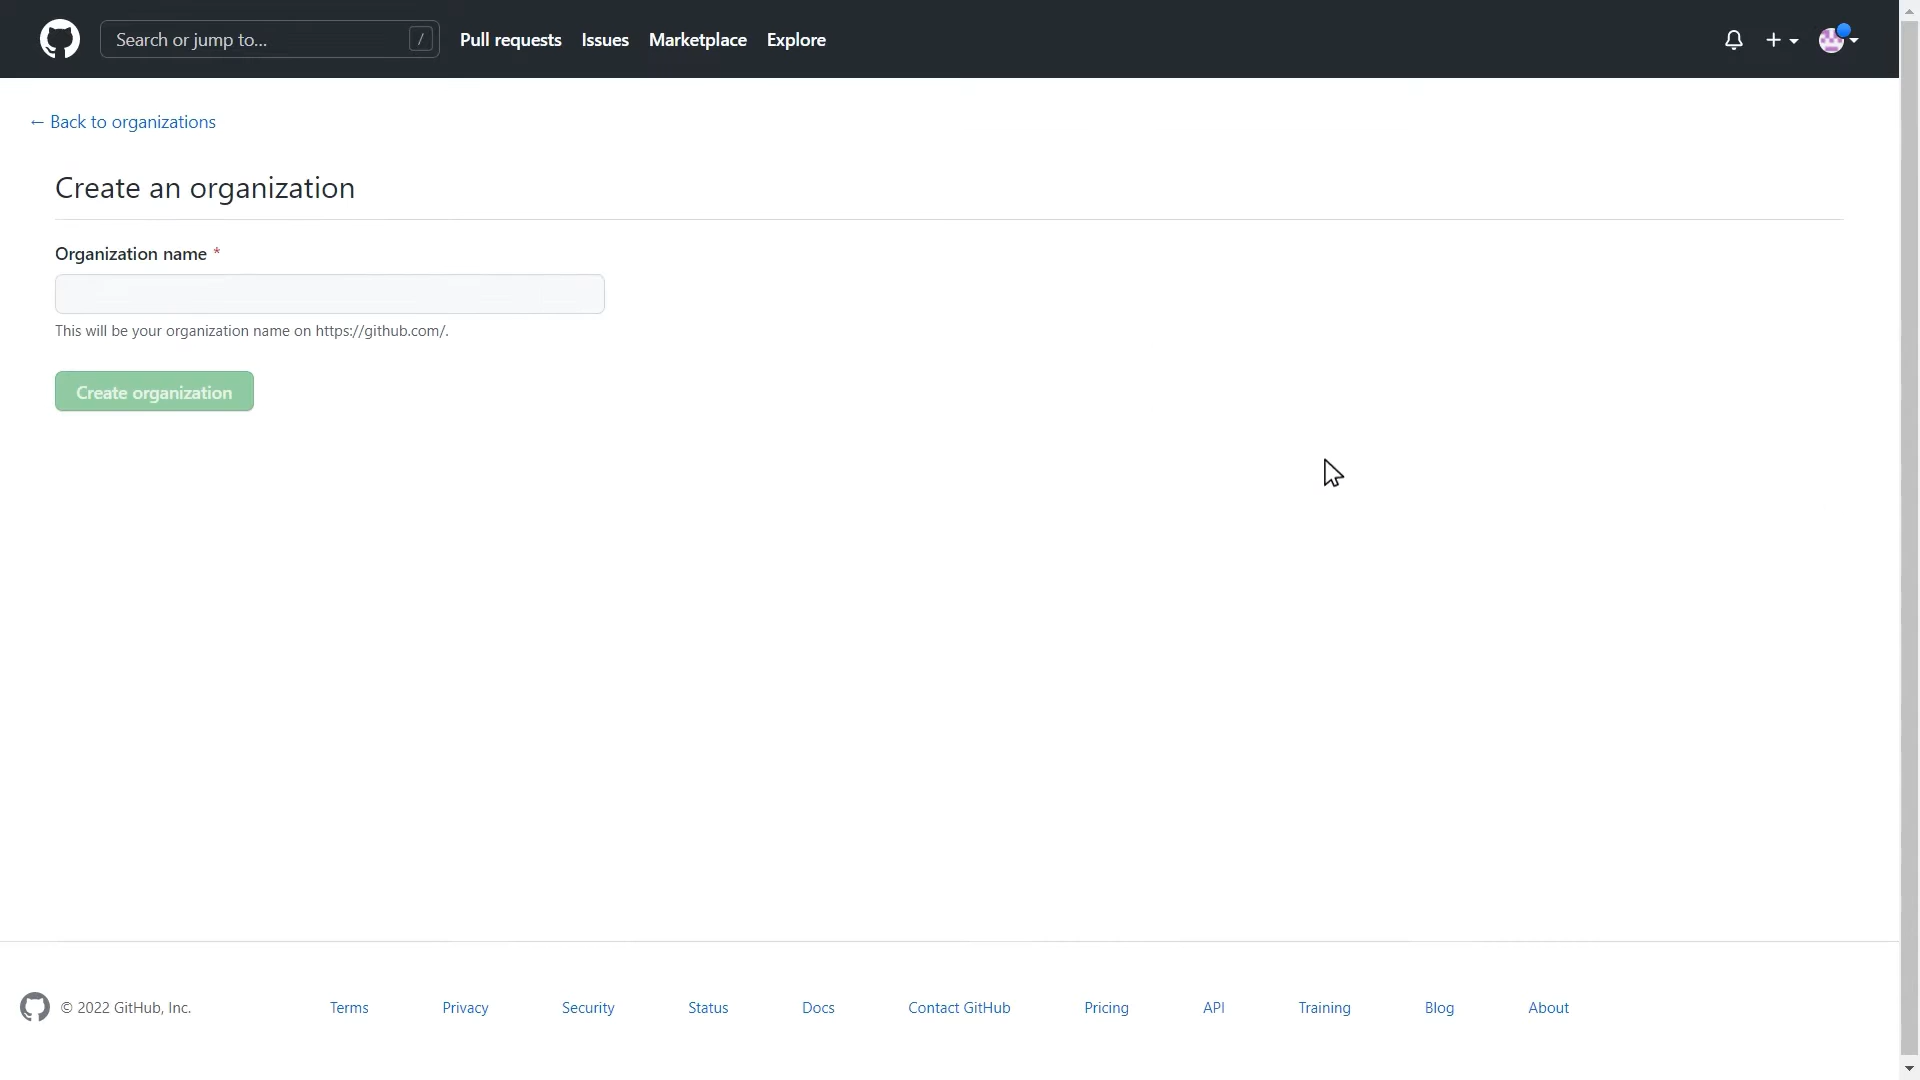 Search or jump to... /
Pull requests Issues Marketplace Explore
← Back to organizations
Create an organization
Organization name *
This will be your organization name on https://github.com/.
Create organization
© 2022 GitHub, Inc. Terms Privacy Security Status Docs Contact GitHub Pricing API Training Blog About